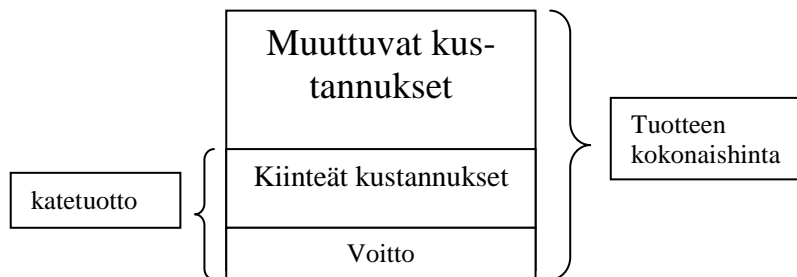 Muuttuvat kus-
tannukset
Tuotteen
kokonaishinta
Kiinteät kustannukset
katetuotto
Voitto